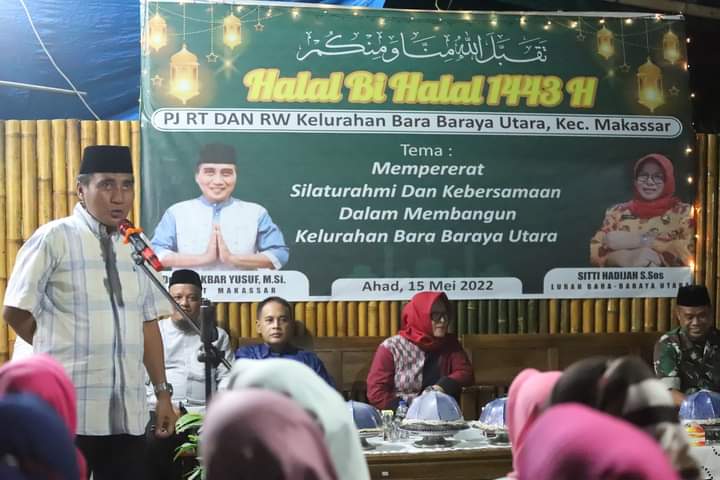 تقبل الله منا ومنكم
Halal Bi Halal 1443 H
PJ RT DAN RW Kelurahan Bara Baraya Utara, Kec. Makassar
Tema :
Mempererat
Silaturahmi Dan Kebersamaan
Dalam Membangun
Kelurahan Bara Baraya Utara
KBAR YUSUF, M.Si.
T MAKASSAR
Ahad, 15 Mei 2022
SITTI HADIJAH S.Sos
LURAH BARA-BARAYA UTARA